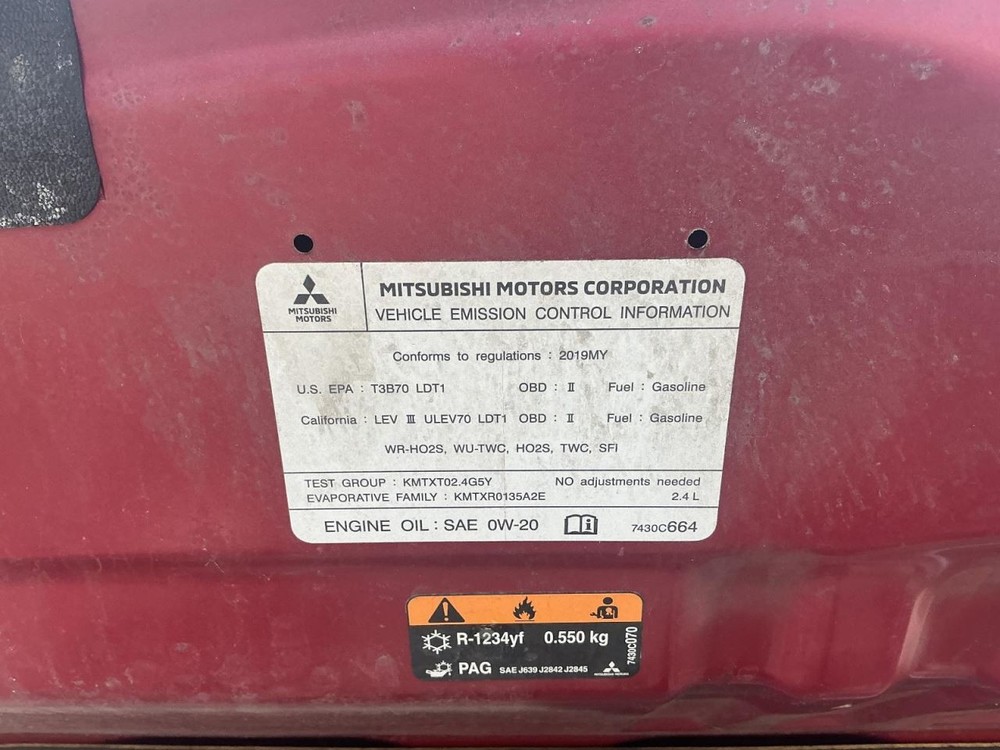 MITSUBISHI
MOTORS
MITSUBISHI MOTORS CORPORATION
VEHICLE EMISSION CONTROL INFORMATION
Conforms to regulations : 2019MY
U.S. EPA : T3B70 LDT1 OBD : Ⅱ Fuel : Gasoline
California : LEV Ⅲ ULEV70 LDT1 OBD : Ⅱ Fuel : Gasoline
WR-HO2S, WU-TWC, HO2S, TWC, SFI
TEST GROUP : KMTXT02.4G5Y NO adjustments needed
EVAPORATIVE FAMILY : KMTXR0135A2E 2.4 L
ENGINE OIL : SAE 0W-20 7430C664
R-1234yf 0.550 kg
PAG SAE J639 J2842 J2845
MITSUBISHI MOTORS
7430C070